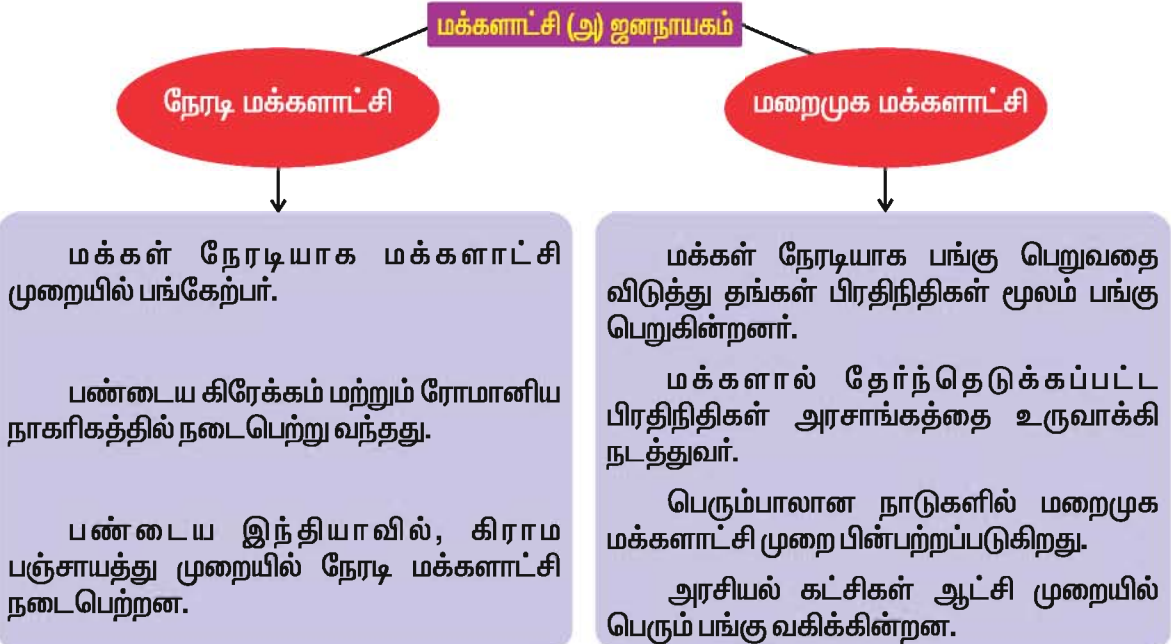 மக்களாட்சி (அ) ஜனநாயகம்
நேரடி மக்களாட்சி
மக்கள் நேரடியாக மக்களாட்சி
முறையில் பங்கேற்பர்.
பண்டைய கிரேக்கம் மற்றும் ரோமானிய
நாகரிகத்தில் நடைபெற்று வந்தது.
பண்டைய இந்தியாவில், கிராம
பஞ்சாயத்து முறையில் நேரடி மக்களாட்சி
நடைபெற்றன.
மறைமுக மக்களாட்சி
மக்கள் நேரடியாக பங்கு பெறுவதை
விடுத்து தங்கள் பிரதிநிதிகள் மூலம் பங்கு
பெறுகின்றனர்.
மக்களால் தேர்ந்தெடுக்கப்பட்ட
பிரதிநிதிகள் அரசாங்கத்தை உருவாக்கி
நடத்துவர்.
பெரும்பாலான நாடுகளில் மறைமுக
மக்களாட்சி முறை பின்பற்றப்படுகிறது.
அரசியல் கட்சிகள் ஆட்சி முறையில்
பெரும் பங்கு வகிக்கின்றன.